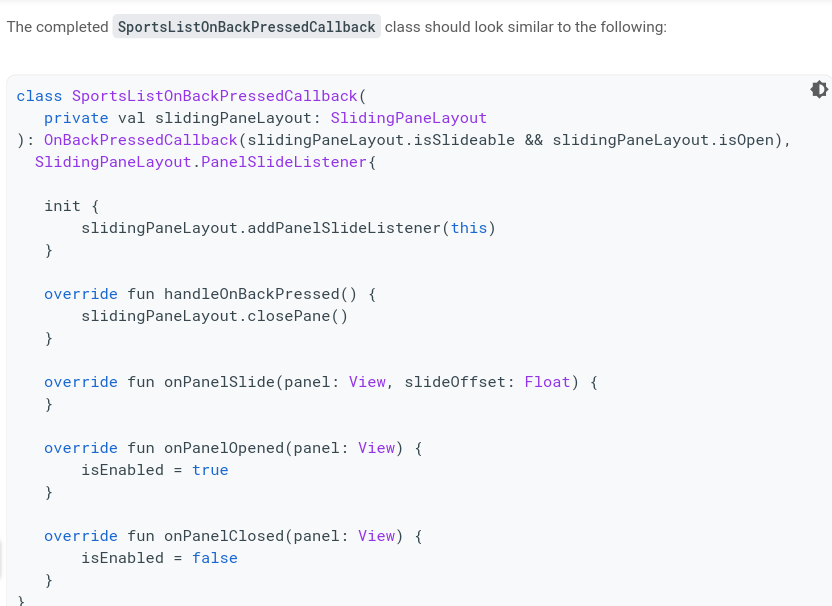 The completed SportsListOnBackPressedCallback class should look similar to the following:
class SportsListOnBackPressedCallback(
   private val slidingPaneLayout: SlidingPaneLayout
): OnBackPressedCallback(slidingPaneLayout.isSlideable && slidingPaneLayout.isOpen),
  SlidingPaneLayout.PanelSlideListener{
   init {
       slidingPaneLayout.addPanelSlideListener(this)
   }
   override fun handleOnBackPressed() {
       slidingPaneLayout.closePane()
   }
   override fun onPanelSlide(panel: View, slideOffset: Float) {
   }
   override fun onPanelOpened(panel: View) {
       isEnabled = true
   }
   override fun onPanelClosed(panel: View) {
       isEnabled = false
   }
}